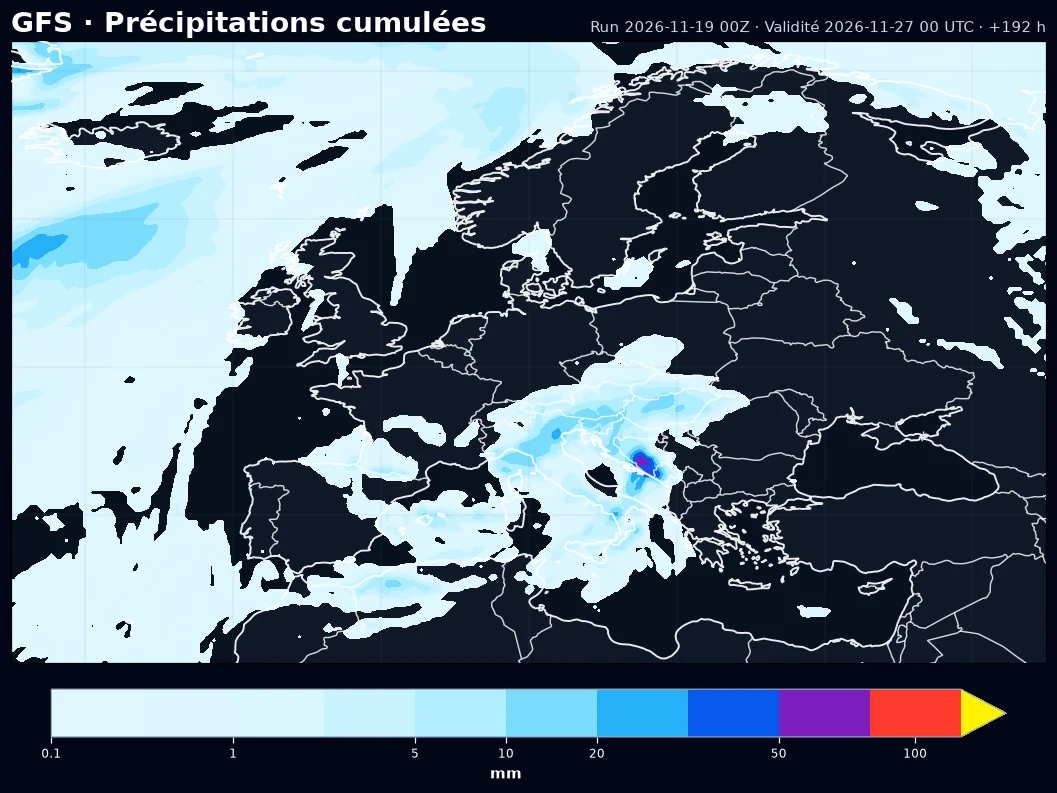 GFS · Précipitations cumulées
Run 2026-11-19 00Z · Validité 2026-11-27 00 UTC · +192 h
0.1 1 5 10 20 50 100
mm